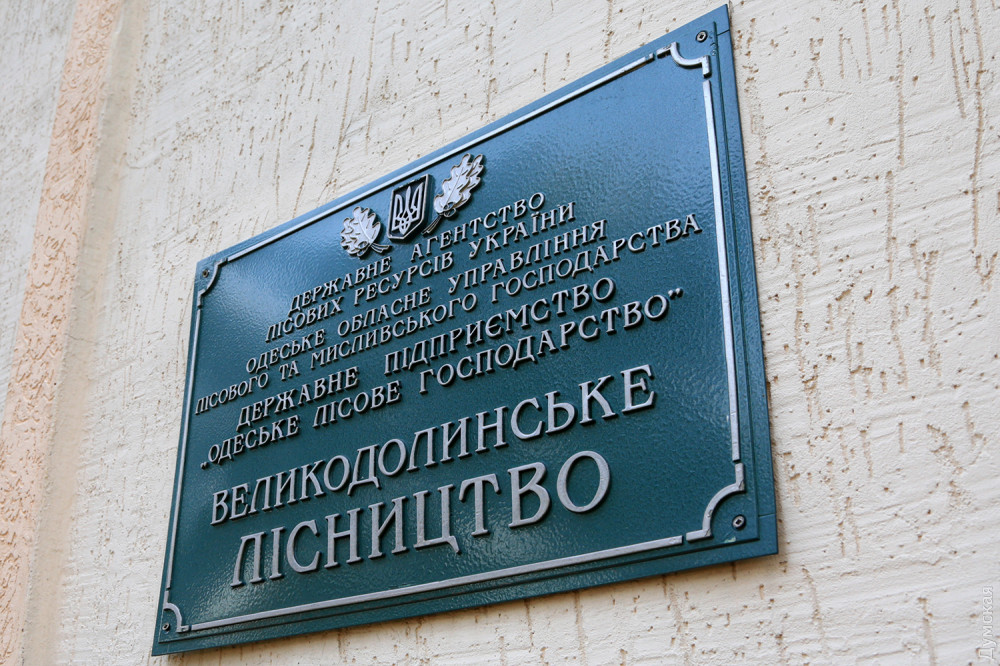 ДЕРЖАВНЕ АГЕНТСТВО
ЛІСОВИХ РЕСУРСІВ УКРАЇНИ
ОДЕСЬКЕ ОБЛАСНЕ УПРАВЛІННЯ
ЛІСОВОГО ТА МИСЛИВСЬКОГО ГОСПОДАРСТВА
ДЕРЖАВНЕ ПІДПРИЄМСТВО
„ОДЕСЬКЕ ЛІСОВЕ ГОСПОДАРСТВО”
ВЕЛИКОДОЛИНСЬКЕ
ЛІСНИЦТВО
Думская